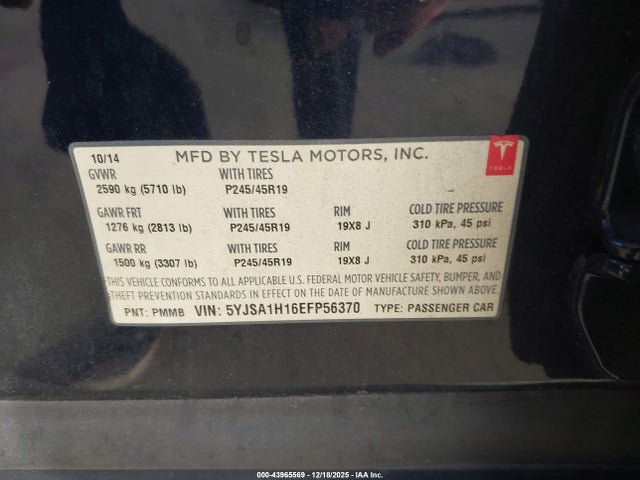 10/14 MFD BY TESLA MOTORS, INC.
GVWR WITH TIRES
2590 kg (5710 lb) P245/45R19
GAWR FRT WITH TIRES RIM COLD TIRE PRESSURE
1276 kg (2813 lb) P245/45R19 19X8 J 310 kPa, 45 psi
GAWR RR WITH TIRES RIM COLD TIRE PRESSURE
1500 kg (3307 lb) P245/45R19 19X8 J 310 kPa, 45 psi
THIS VEHICLE CONFORMS TO ALL APPLICABLE U.S. FEDERAL MOTOR VEHICLE SAFETY, BUMPER, AND
THEFT PREVENTION STANDARDS IN EFFECT ON THE DATE OF MANUFACTURE SHOWN ABOVE.
PNT: PMMB VIN: 5YJSA1H16EFP56370 TYPE: PASSENGER CAR
TESLA
000-43965569 | 12/18/2025 | IAA Inc.